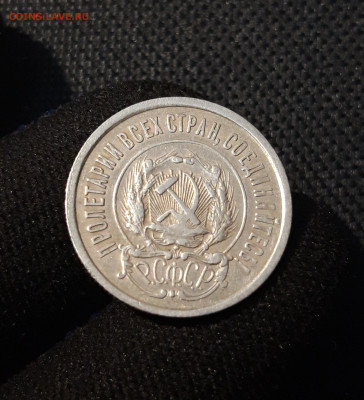 COINS.LAVE.RU
ПРОЛЕТАРИИ ВСЕХ СТРАН, СОЕДИНЯЙТЕСЬ!
Р.С.Ф.С.Р.